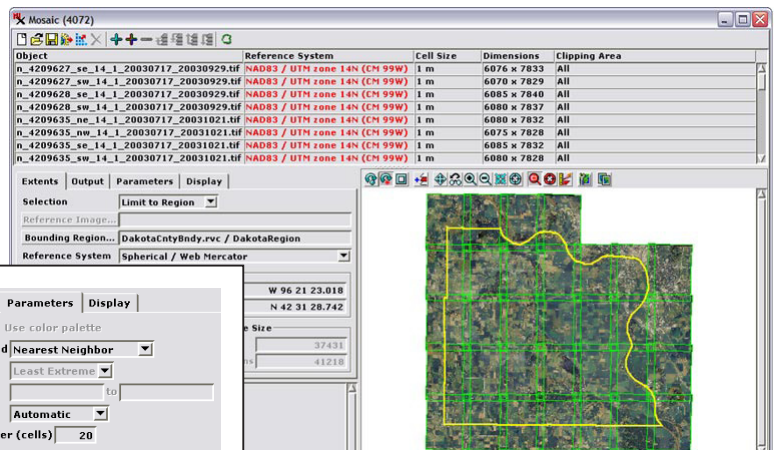 Mosaic (4072)
Object Reference System Cell Size Dimensions Clipping Area
n_4209627_se_14_1_20030717_20030929.tif NAD83 / UTM zone 14N (CM 99W) 1 m 6076 x 7833 All
n_4209627_sw_14_1_20030717_20030929.tif NAD83 / UTM zone 14N (CM 99W) 1 m 6070 x 7829 All
n_4209628_se_14_1_20030717_20030929.tif NAD83 / UTM zone 14N (CM 99W) 1 m 6085 x 7840 All
n_4209628_sw_14_1_20030717_20030929.tif NAD83 / UTM zone 14N (CM 99W) 1 m 6080 x 7837 All
n_4209635_ne_14_1_20030717_20031021.tif NAD83 / UTM zone 14N (CM 99W) 1 m 6080 x 7832 All
n_4209635_nw_14_1_20030717_20031021.tif NAD83 / UTM zone 14N (CM 99W) 1 m 6075 x 7828 All
n_4209635_se_14_1_20030717_20031021.tif NAD83 / UTM zone 14N (CM 99W) 1 m 6085 x 7832 All
n_4209635_sw_14_1_20030717_20031021.tif NAD83 / UTM zone 14N (CM 99W) 1 m 6080 x 7828 All
Extents Output Parameters Display
Selection Limit to Region
Reference Image...
Bounding Region... DakotaCntyBndy.rvc / DakotaRegion
Reference System Spherical / Web Mercator
W 96 21 23.018
N 42 31 28.742
e Size
37431
ns 41218
Parameters Display
Use color palette
d Nearest Neighbor
Least Extreme
to
Automatic
er (cells) 20